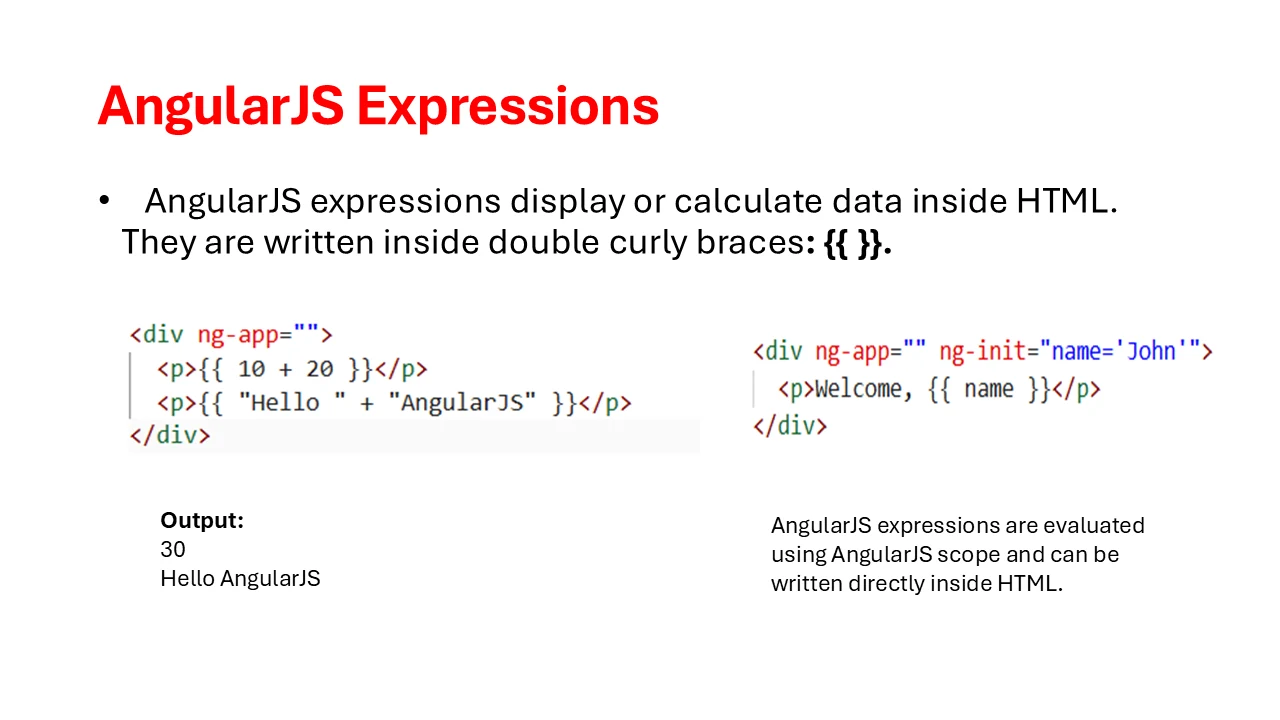 AngularJS Expressions
• AngularJS expressions display or calculate data inside HTML.
They are written inside double curly braces: {{ }}.
<div ng-app="">
<p>{{ 10 + 20 }}</p>
<p>{{ "Hello " + "AngularJS" }}</p>
</div>
Output:
30
Hello AngularJS
<div ng-app="" ng-init="name='John'">
<p>Welcome, {{ name }}</p>
</div>
AngularJS expressions are evaluated
using AngularJS scope and can be
written directly inside HTML.